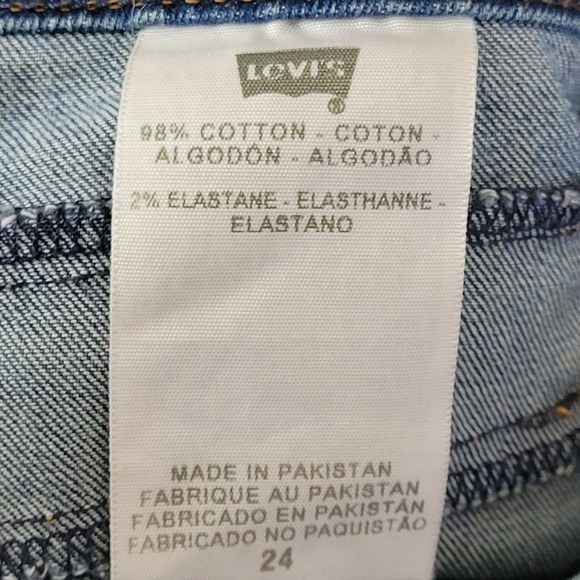 LEVI'S
®
98% COTTON - COTON -
ALGODÓN - ALGODÃO
2% ELASTANE - ELASTHANNE -
ELASTANO
MADE IN PAKISTAN
FABRIQUE AU PAKISTAN
FABRICADO EN PAKISTÁN
FABRICADO NO PAQUISTÃO
24